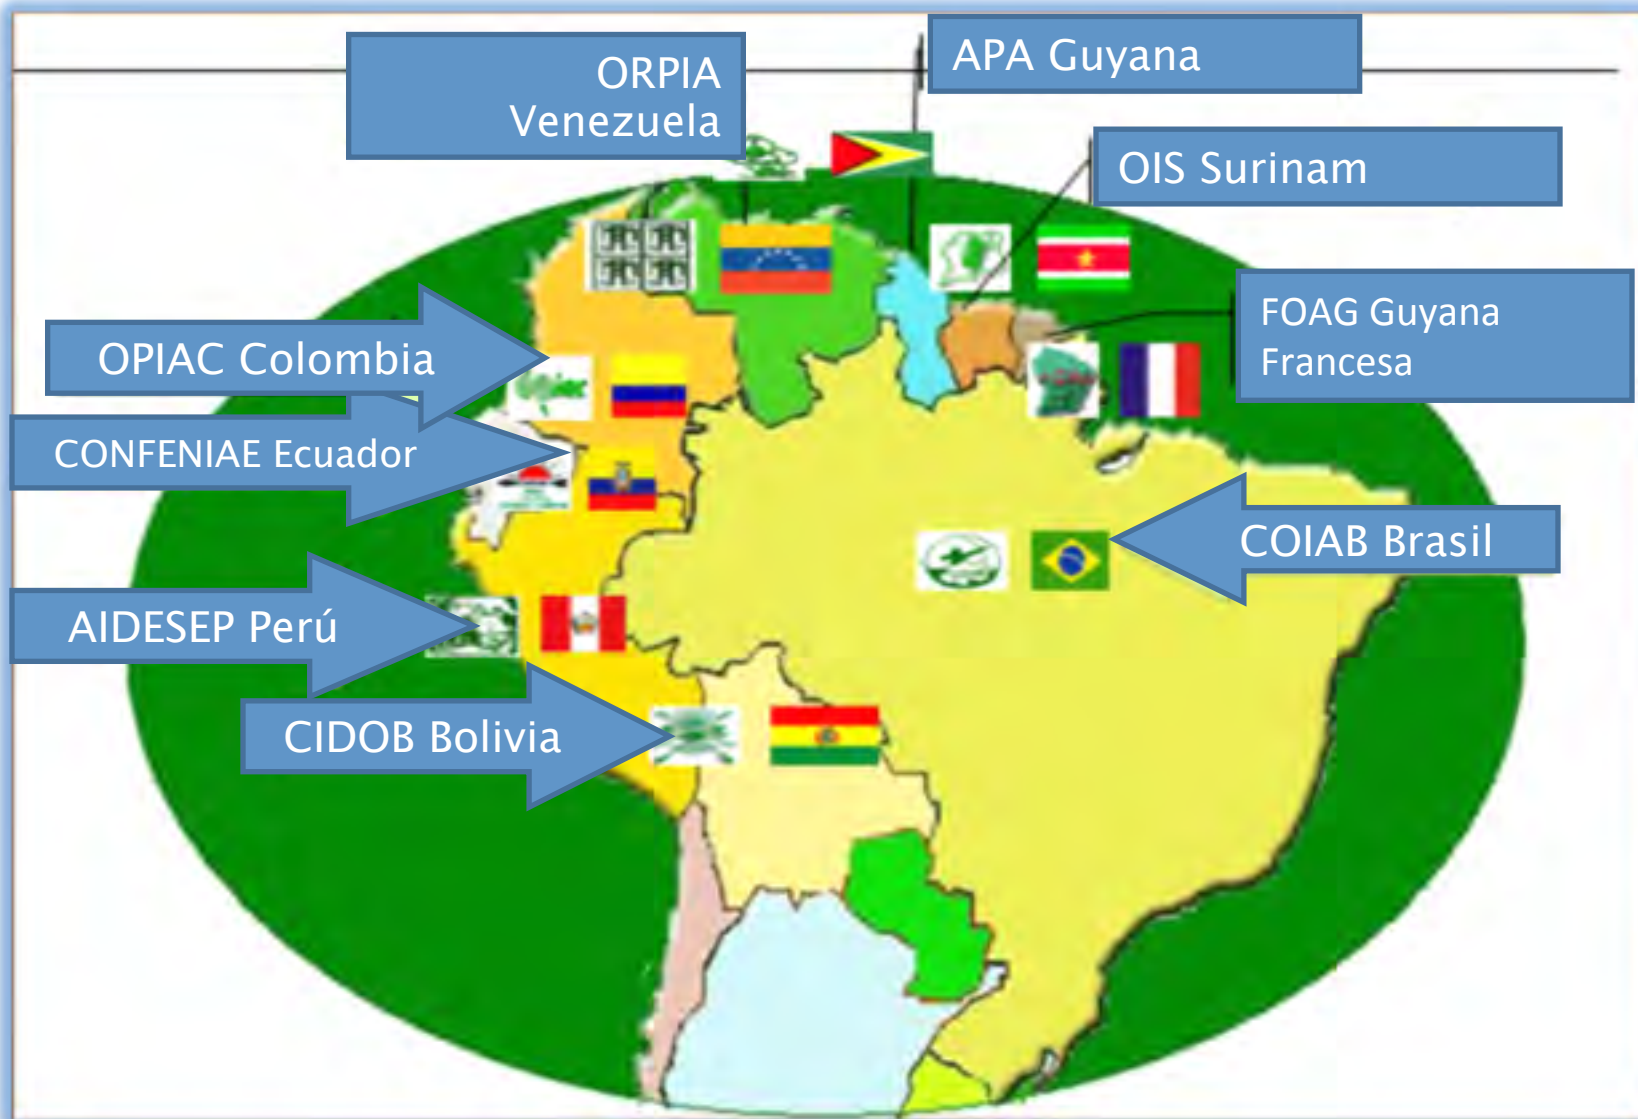 ORPIA
Venezuela
APA Guyana
OIS Surinam
FOAG Guyana
Francesa
OPIAC Colombia
CONFENIAE Ecuador
COIAB Brasil
AIDESEP Perú
CIDOB Bolivia